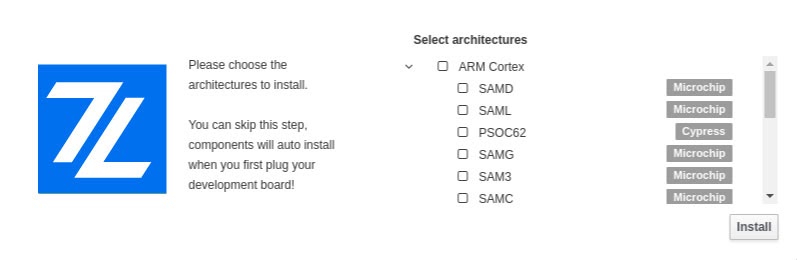 Select architectures
Please choose the
architectures to install.
You can skip this step,
components will auto install
when you first plug your
development board!
ARM Cortex
SAMD Microchip
SAML Microchip
PSOC62 Cypress
SAMG Microchip
SAM3 Microchip
SAMC Microchip
Install